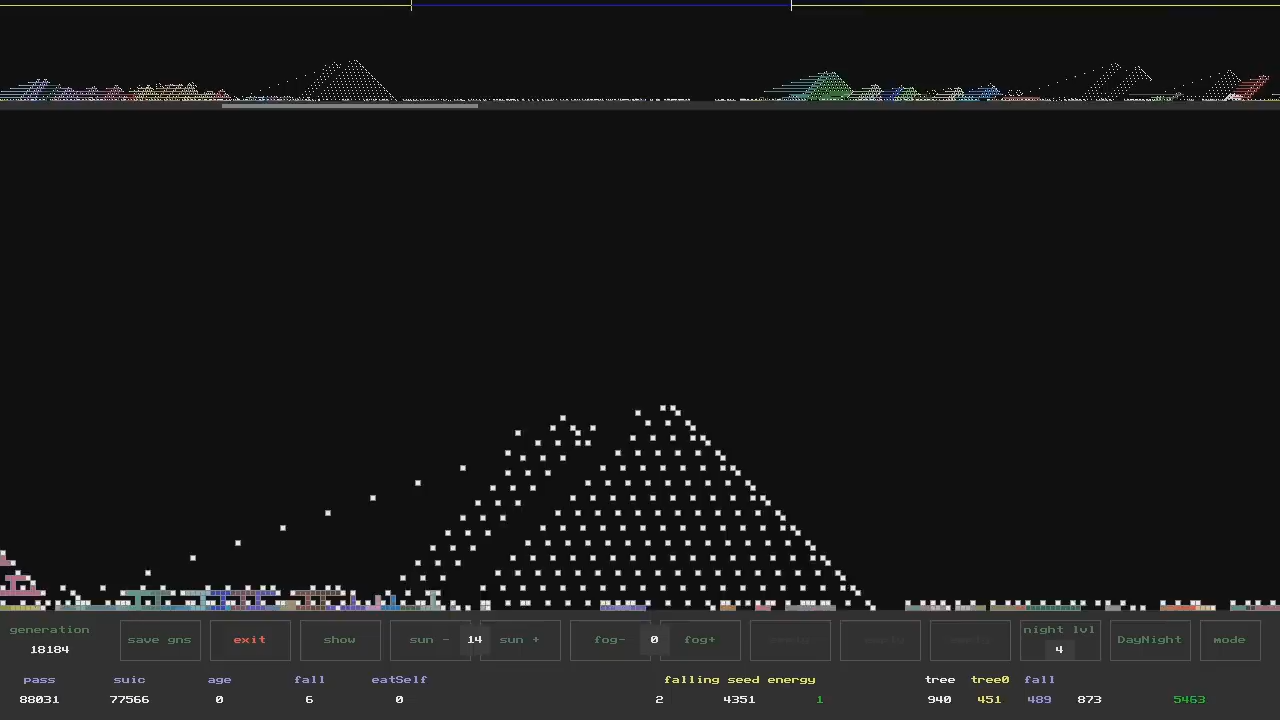 generation
18184
save gns
exit
show
sun - 14 sun +
fog- 0 fog+
night lvl
4
DayNight
mode
pass suic age fall eatSelf falling seed energy tree tree0 fall
88031 77566 0 6 0 2 4351 1 940 451 489 873 5463